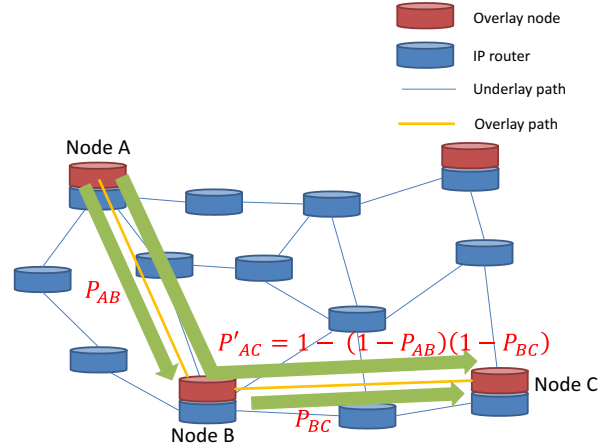 Overlay node
IP router
Underlay path
Overlay path
Node A
P_AB
P'_AC = 1 − (1 − P_AB)(1 − P_BC)
Node C
P_BC
Node B